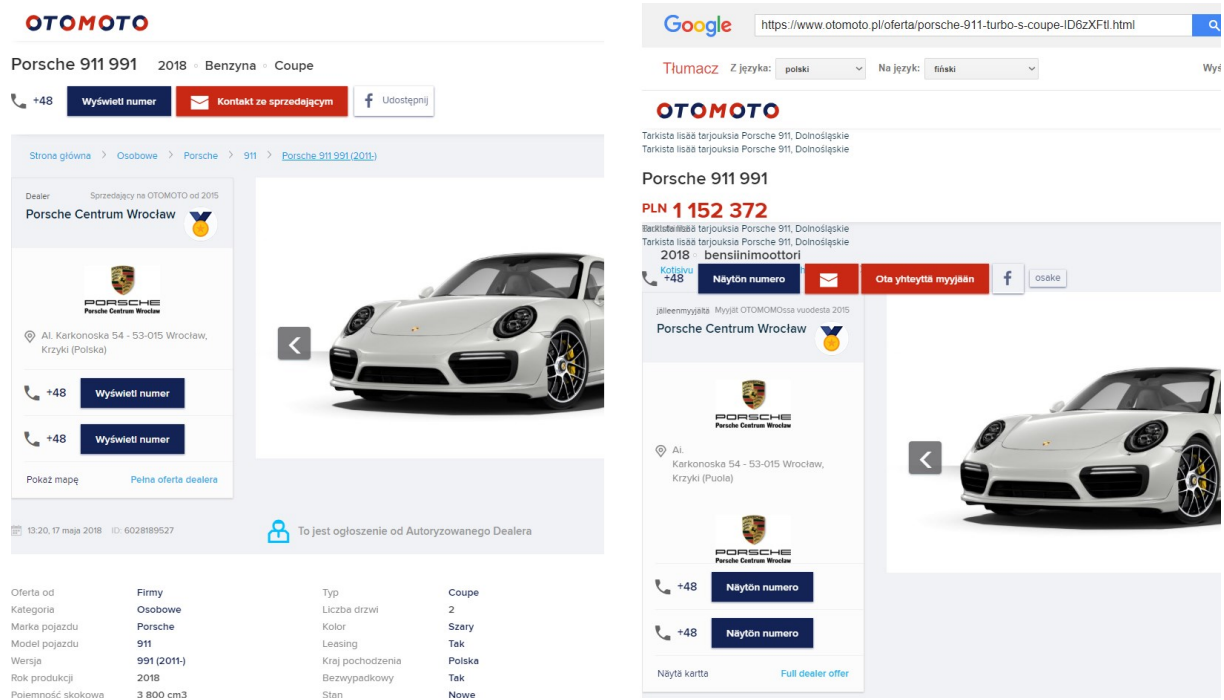 OTOMOTO
Porsche 911 991 2018 Benzyna Coupe
+48 Wyświetl numer Kontakt ze sprzedającym f Udostępnij
Strona główna > Osobowe > Porsche > 911 > Porsche 911 991 (2011-)
Dealer Sprzedający na OTOMOTO od 2015
Porsche Centrum Wrocław
PORSCHE
Porsche Centrum Wrocław
Al. Karkonoska 54 - 53-015 Wrocław,
Krzyki (Polska)
+48 Wyświetl numer
+48 Wyświetl numer
Pokaż mapę Pełna oferta dealera
13:20, 17 maja 2018 ID: 6028189527
To jest ogłoszenie od Autoryzowanego Dealera
Oferta od Firmy Typ Coupe
Kategoria Osobowe Liczba drzwi 2
Marka pojazdu Porsche Kolor Szary
Model pojazdu 911 Leasing Tak
Wersja 991 (2011-) Kraj pochodzenia Polska
Rok produkcji 2018 Bezwypadkowy Tak
Pojemność skokowa 3 800 cm3 Stan Nowe
Google https://www.otomoto.pl/oferta/porsche-911-turbo-s-coupe-ID6zXFtI.html
Tłumacz Z języka: polski Na język: fiński Wyś
OTOMOTO
Tarkista lisää tarjouksia Porsche 911, Dolnośląskie
Tarkista lisää tarjouksia Porsche 911, Dolnośląskie
Porsche 911 991
PLN 1 152 372
Tarkista lisää tarjouksia Porsche 911, Dolnośląskie
Tarkista lisää tarjouksia Porsche 911, Dolnośląskie
2018 bensiinimoottori
Kotisivu
+48 Näytön numero Ota yhteyttä myyjään f osake
jälleenmyyjältä Myyjät OTOMOMOssa vuodesta 2015
Porsche Centrum Wrocław
PORSCHE
Porsche Centrum Wrocław
Al.
Karkonoska 54 - 53-015 Wrocław,
Krzyki (Puola)
PORSCHE
Porsche Centrum Wrocław
+48 Näytön numero
+48 Näytön numero
Näytä kartta Full dealer offer